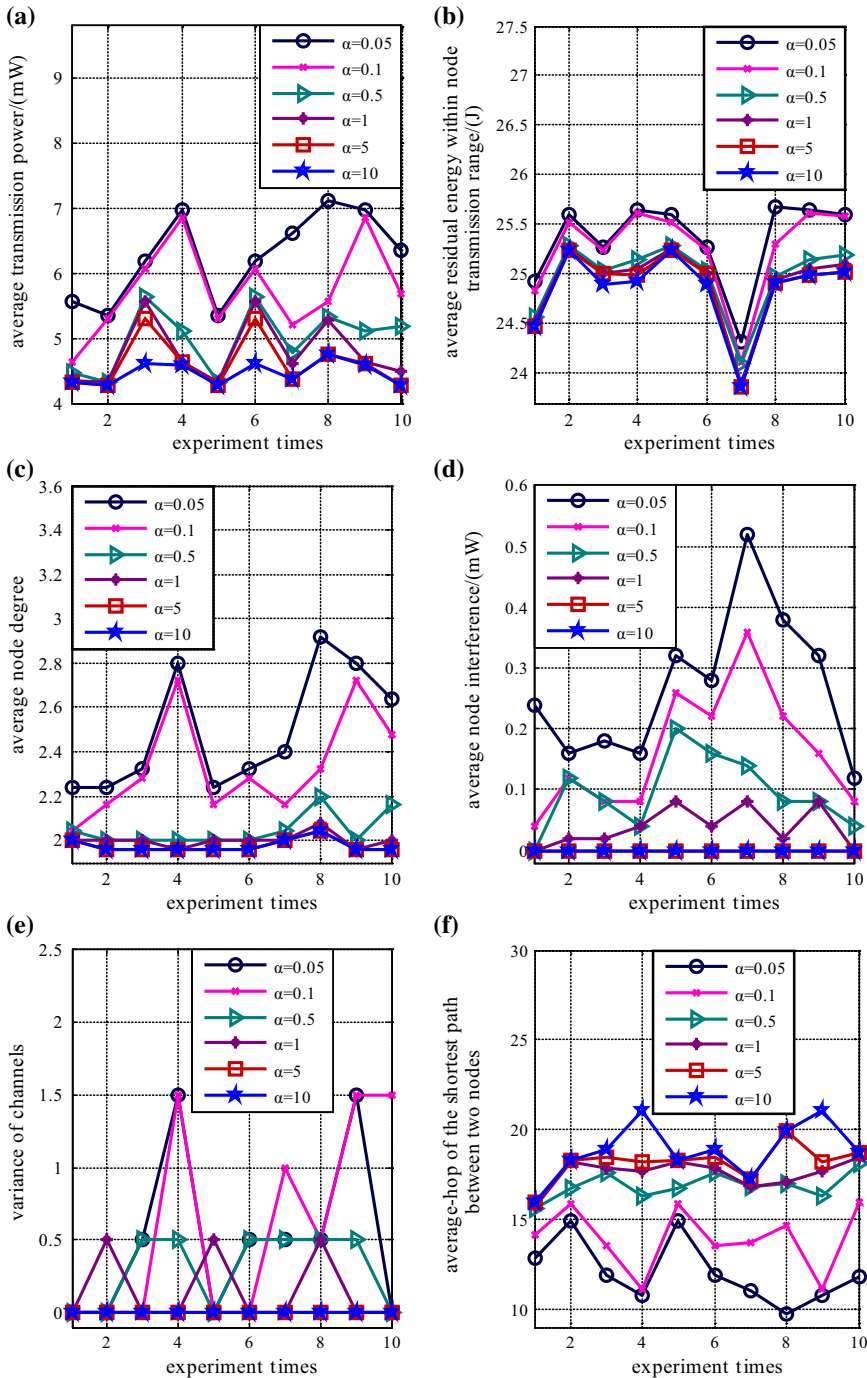 (a)
average transmission power/(mW)
9
8
7
6
5
4
2 4 6 8 10
experiment times
α=0.05
α=0.1
α=0.5
α=1
α=5
α=10
(b)
average residual energy within node
transmission range/(J)
27.5
27
26.5
26
25.5
25
24.5
24
2 4 6 8 10
experiment times
α=0.05
α=0.1
α=0.5
α=1
α=5
α=10
(c)
average node degree
3.6
3.4
3.2
3
2.8
2.6
2.4
2.2
2
2 4 6 8 10
experiment times
α=0.05
α=0.1
α=0.5
α=1
α=5
α=10
(d)
average node interference/(mW)
0.6
0.5
0.4
0.3
0.2
0.1
0
2 4 6 8 10
experiment times
α=0.05
α=0.1
α=0.5
α=1
α=5
α=10
(e)
variance of channels
2.5
2
1.5
1
0.5
0
2 4 6 8 10
experiment times
α=0.05
α=0.1
α=0.5
α=1
α=5
α=10
(f)
average-hop of the shortest path
between two nodes
30
25
20
15
10
2 4 6 8 10
experiment times
α=0.05
α=0.1
α=0.5
α=1
α=5
α=10